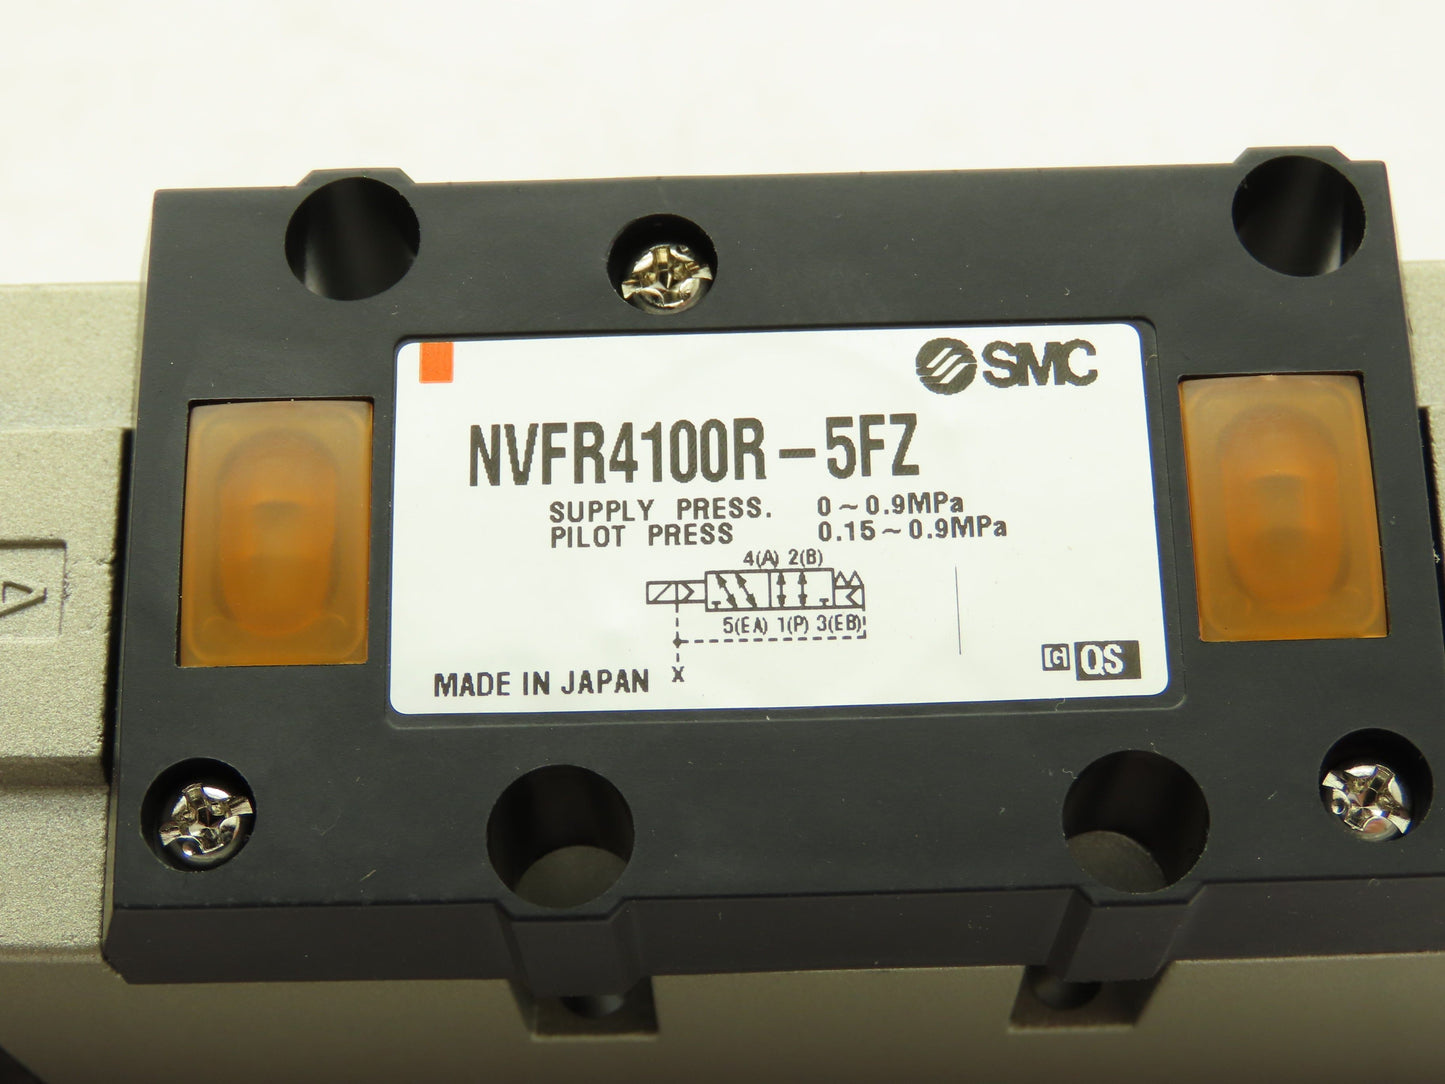 SMC
NVFR4100R-5FZ
SUPPLY PRESS. 0~0.9MPa
PILOT PRESS 0.15~0.9MPa
4(A) 2(B)
5(EA) 1(P) 3(EB)
X
MADE IN JAPAN
[G] QS